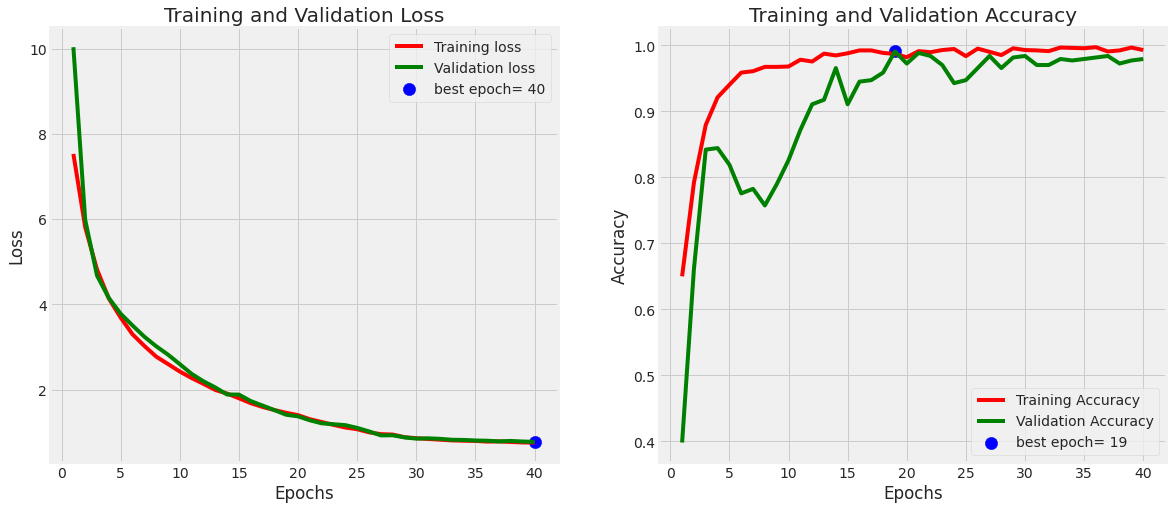 Training and Validation Loss
10
8
6
4
2
Loss
Training loss
Validation loss
best epoch= 40
0 5 10 15 20 25 30 35 40
Epochs
Training and Validation Accuracy
1.0
0.9
0.8
0.7
0.6
0.5
0.4
Accuracy
Training Accuracy
Validation Accuracy
best epoch= 19
0 5 10 15 20 25 30 35 40
Epochs